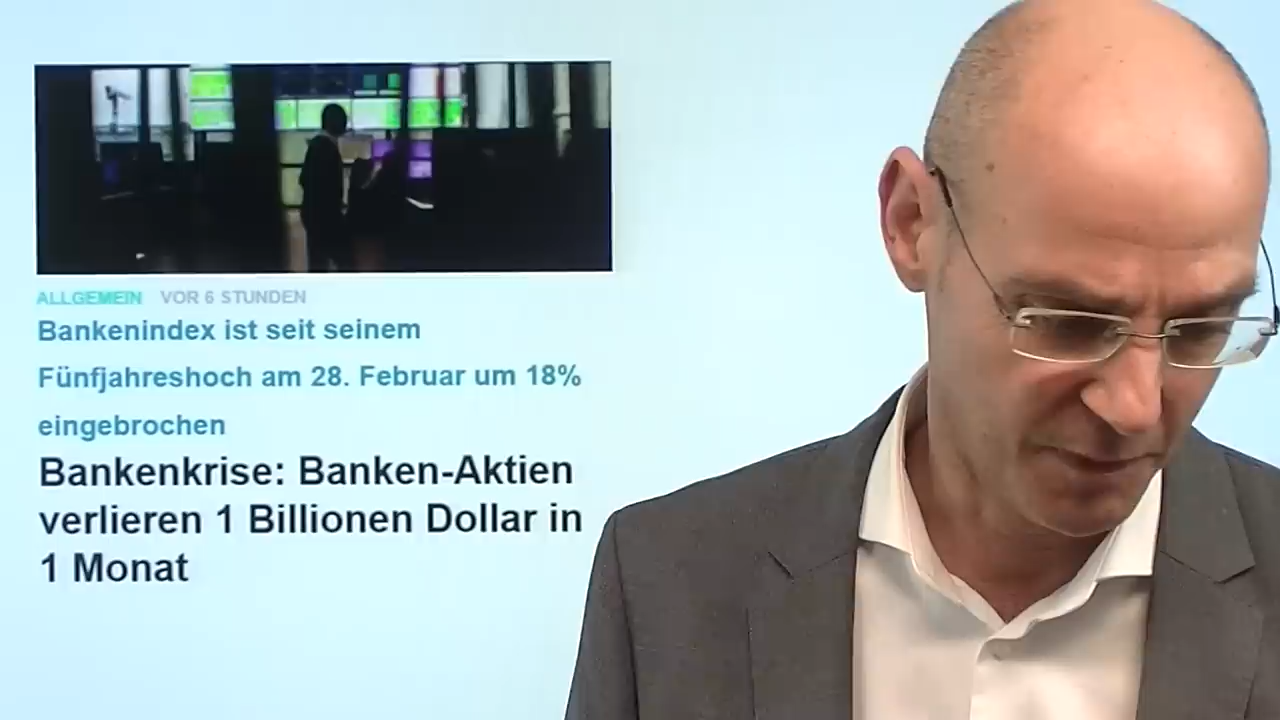 ALLGEMEIN VOR 6 STUNDEN
Bankenindex ist seit seinem
Fünfjahreshoch am 28. Februar um 18%
eingebrochen
Bankenkrise: Banken-Aktien
verlieren 1 Billionen Dollar in
1 Monat